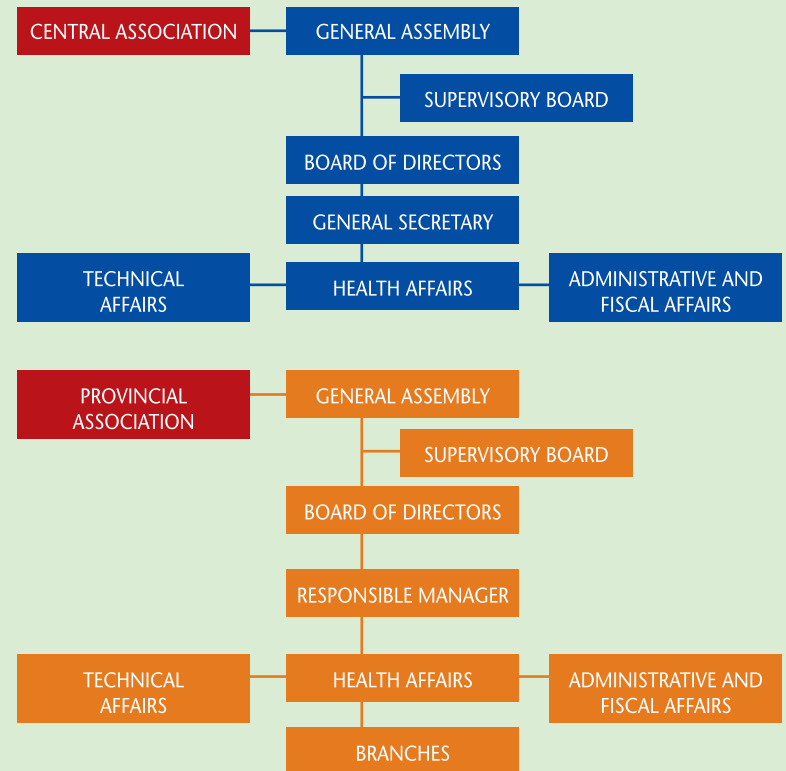 CENTRAL ASSOCIATION
GENERAL ASSEMBLY
SUPERVISORY BOARD
BOARD OF DIRECTORS
GENERAL SECRETARY
TECHNICAL
AFFAIRS
HEALTH AFFAIRS
ADMINISTRATIVE AND
FISCAL AFFAIRS
PROVINCIAL
ASSOCIATION
GENERAL ASSEMBLY
SUPERVISORY BOARD
BOARD OF DIRECTORS
RESPONSIBLE MANAGER
TECHNICAL
AFFAIRS
HEALTH AFFAIRS
ADMINISTRATIVE AND
FISCAL AFFAIRS
BRANCHES